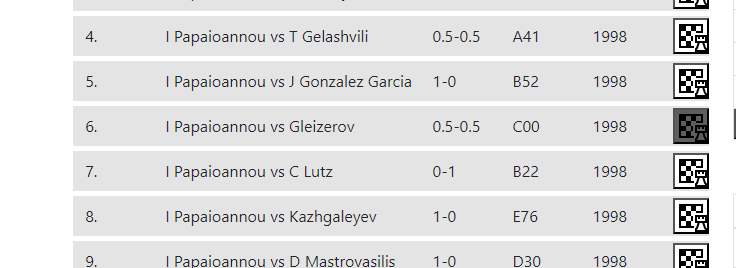 4. I Papaioannou vs T Gelashvili 0.5-0.5 A41 1998
5. I Papaioannou vs J Gonzalez Garcia 1-0 B52 1998
6. I Papaioannou vs Gleizerov 0.5-0.5 C00 1998
7. I Papaioannou vs C Lutz 0-1 B22 1998
8. I Papaioannou vs Kazhgaleyev 1-0 E76 1998
9. I Papaioannou vs D Mastrovasilis 1-0 D30 1998